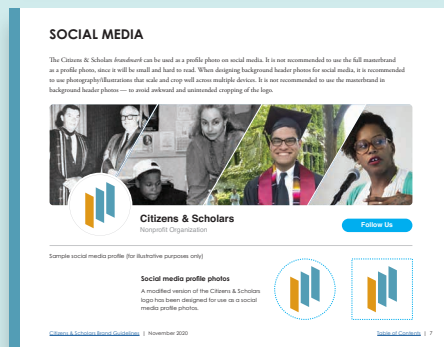 SOCIAL MEDIA
The Citizens & Scholars brandmark can be used as a profile photo on social media. It is not recommended to use the full masterbrand
as a profile photo, since it will be small and hard to read. When designing background header photos for social media, it is recommended
to use photography/illustrations that scale and crop well across multiple devices. It is not recommended to use the masterbrand in
background header photos — to avoid awkward and unintended cropping of the logo.
Citizens & Scholars
Nonprofit Organization
Follow Us
Sample social media profile (for illustrative purposes only)
Social media profile photos
A modified version of the Citizens & Scholars
logo has been designed for use as a social
media profile photos.
Citizens & Scholars Brand Guidelines | November 2020
Table of Contents | 7